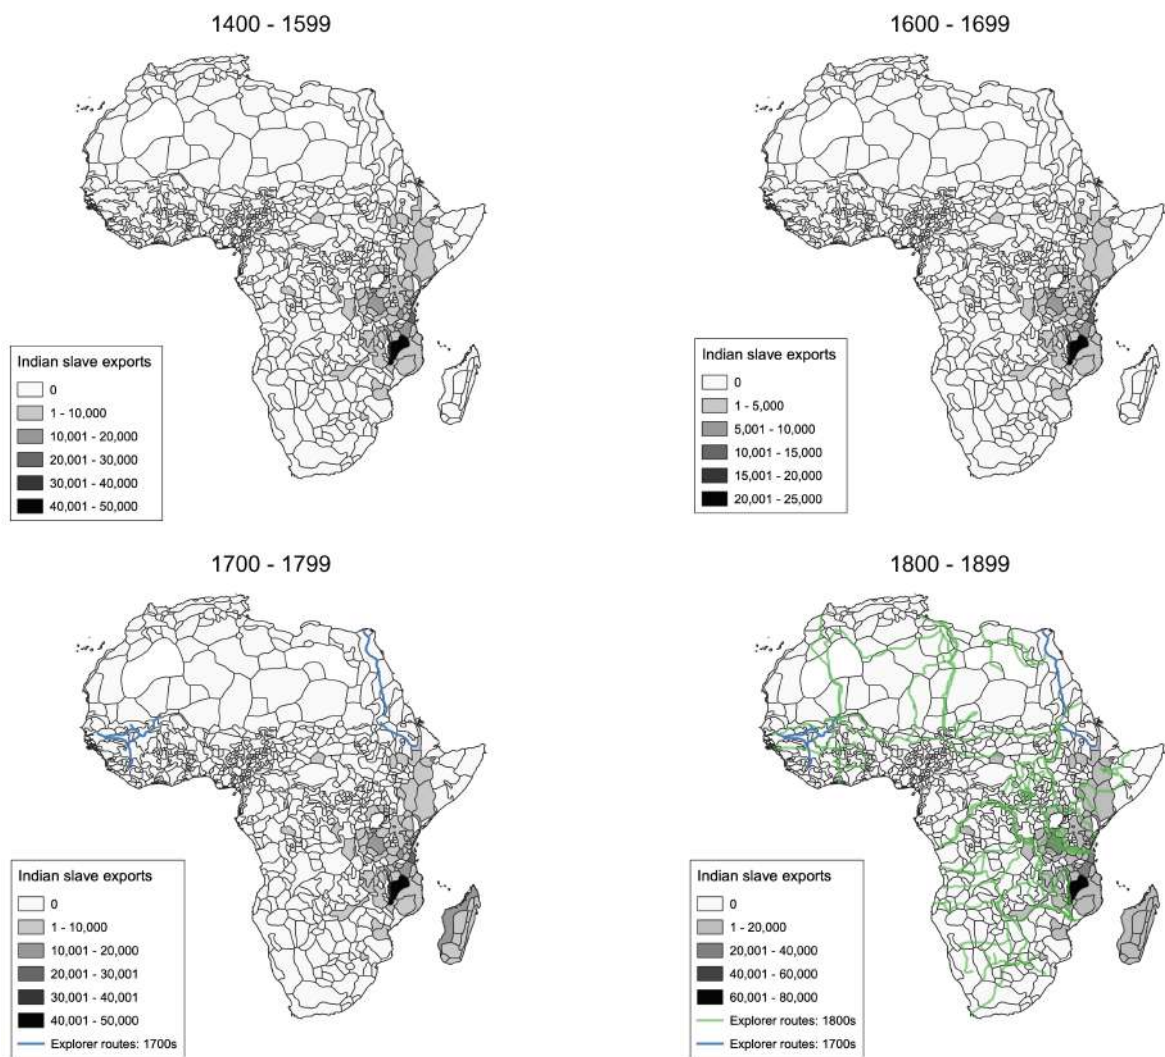 1400 - 1599
Indian slave exports
0
1 - 10,000
10,001 - 20,000
20,001 - 30,000
30,001 - 40,000
40,001 - 50,000
1600 - 1699
Indian slave exports
0
1 - 5,000
5,001 - 10,000
10,001 - 15,000
15,001 - 20,000
20,001 - 25,000
1700 - 1799
Indian slave exports
0
1 - 10,000
10,001 - 20,000
20,001 - 30,001
30,001 - 40,001
40,001 - 50,000
Explorer routes: 1700s
1800 - 1899
Indian slave exports
0
1 - 20,000
20,001 - 40,000
40,001 - 60,000
60,001 - 80,000
Explorer routes: 1800s
Explorer routes: 1700s